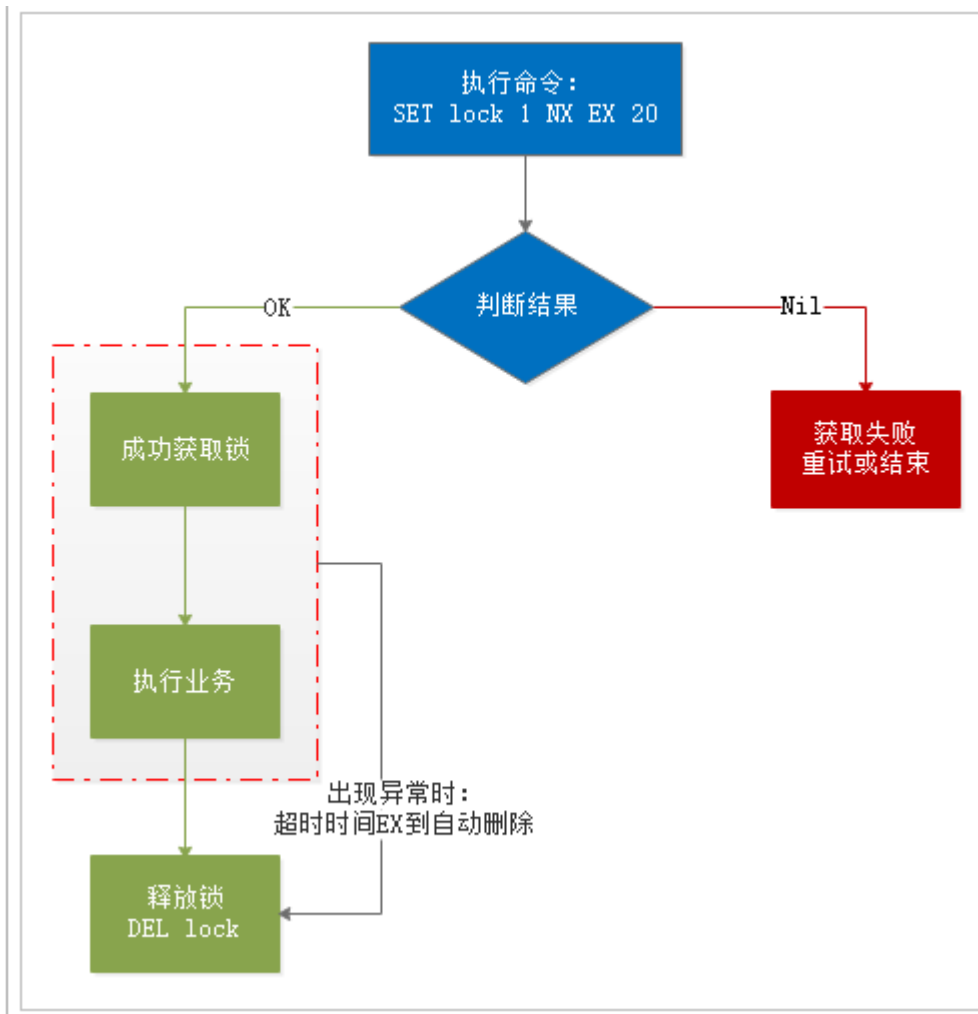 执行命令：
SET lock 1 NX EX 20
判断结果
OK
Nil
成功获取锁
获取失败
重试或结束
执行业务
出现异常时：
超时时间EX到自动删除
释放锁
DEL lock